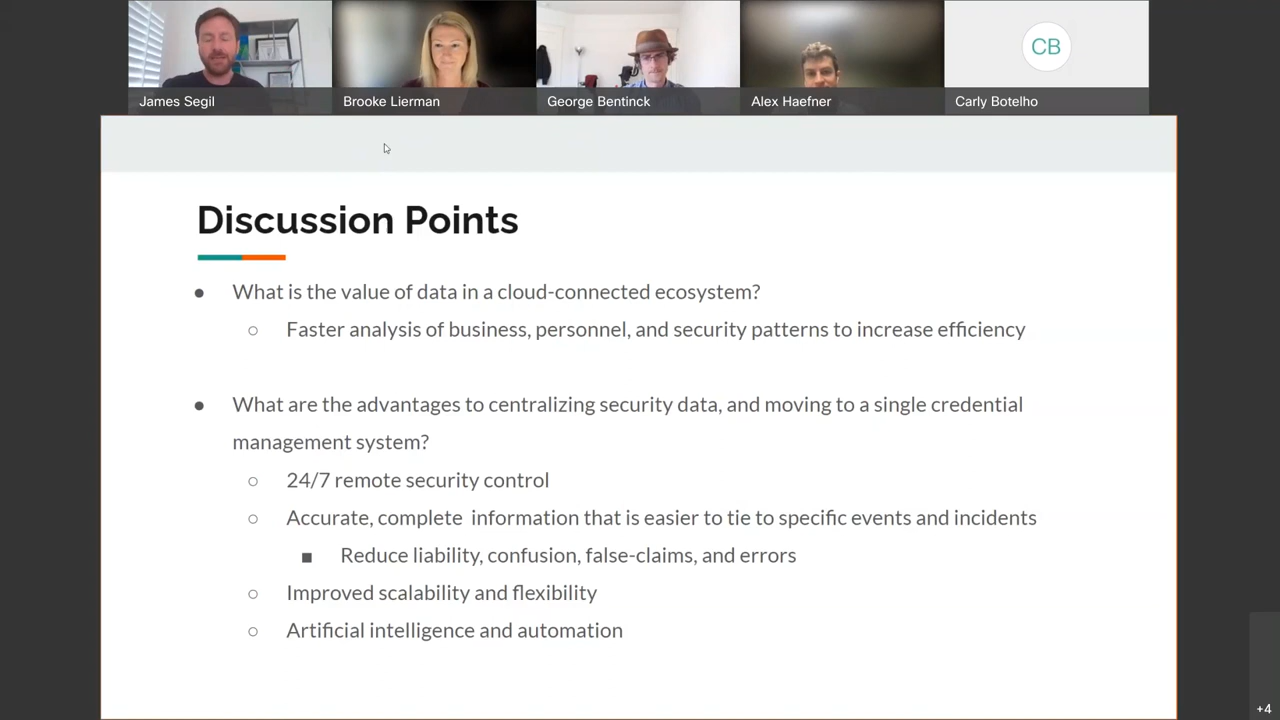 CB
James Segil
Brooke Lierman
George Bentinck
Alex Haefner
Carly Botelho
Discussion Points
● What is the value of data in a cloud-connected ecosystem?
○ Faster analysis of business, personnel, and security patterns to increase efficiency
● What are the advantages to centralizing security data, and moving to a single credential
management system?
○ 24/7 remote security control
○ Accurate, complete information that is easier to tie to specific events and incidents
■ Reduce liability, confusion, false-claims, and errors
○ Improved scalability and flexibility
○ Artificial intelligence and automation
+4